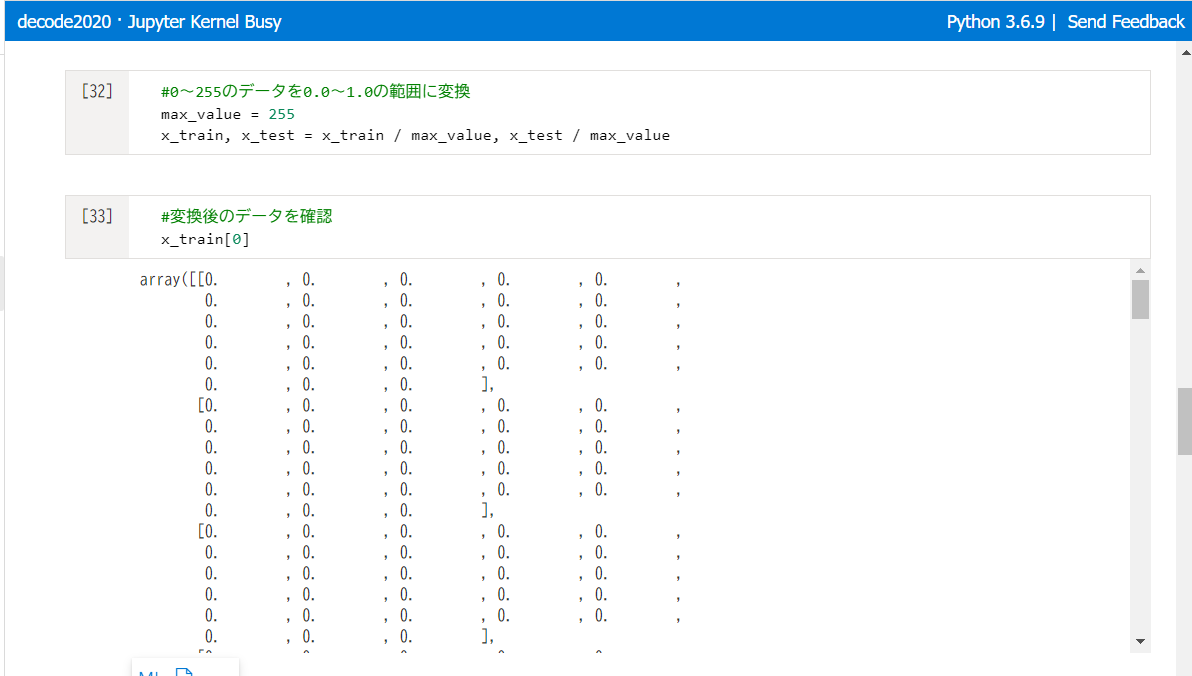 decode2020 · Jupyter Kernel Busy
Python 3.6.9 | Send Feedback
[32]
#0～255のデータを0.0～1.0の範囲に変換
max_value = 255
x_train, x_test = x_train / max_value, x_test / max_value
[33]
#変換後のデータを確認
x_train[0]
array([[0. , 0. , 0. , 0. , 0. ,
0. , 0. , 0. , 0. , 0. ,
0. , 0. , 0. , 0. , 0. ,
0. , 0. , 0. , 0. , 0. ,
0. , 0. , 0. , 0. , 0. ,
0. , 0. , 0. ],
[0. , 0. , 0. , 0. , 0. ,
0. , 0. , 0. , 0. , 0. ,
0. , 0. , 0. , 0. , 0. ,
0. , 0. , 0. , 0. , 0. ,
0. , 0. , 0. , 0. , 0. ,
0. , 0. , 0. ],
[0. , 0. , 0. , 0. , 0. ,
0. , 0. , 0. , 0. , 0. ,
0. , 0. , 0. , 0. , 0. ,
0. , 0. , 0. , 0. , 0. ,
0. , 0. , 0. , 0. , 0. ,
0. , 0. , 0. ],